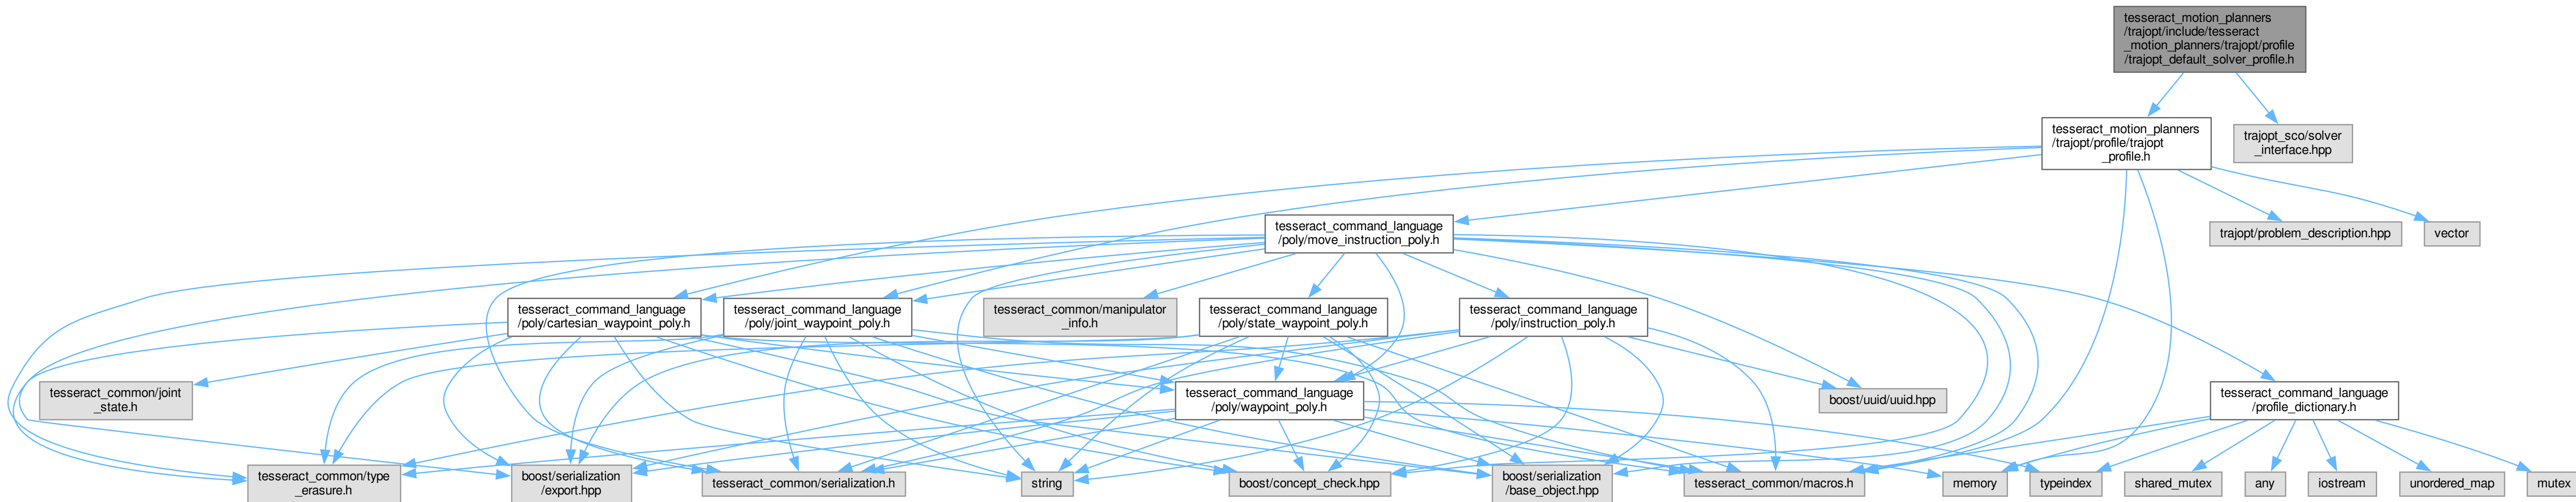 tesseract_motion_planners
/trajopt/include/tesseract
_motion_planners/trajopt/profile
/trajopt_default_solver_profile.h
tesseract_motion_planners
/trajopt/profile/trajopt
_profile.h
trajopt_sco/solver
_interface.hpp
tesseract_command_language
/poly/move_instruction_poly.h
trajopt/problem_description.hpp
vector
tesseract_command_language
/poly/cartesian_waypoint_poly.h
tesseract_command_language
/poly/joint_waypoint_poly.h
tesseract_common/manipulator
_info.h
tesseract_command_language
/poly/state_waypoint_poly.h
tesseract_command_language
/poly/instruction_poly.h
tesseract_common/joint
_state.h
tesseract_command_language
/poly/waypoint_poly.h
boost/uuid/uuid.hpp
tesseract_command_language
/profile_dictionary.h
tesseract_common/type
_erasure.h
boost/serialization
/export.hpp
tesseract_common/serialization.h
string
boost/concept_check.hpp
boost/serialization
/base_object.hpp
tesseract_common/macros.h
memory
typeindex
shared_mutex
any
iostream
unordered_map
mutex